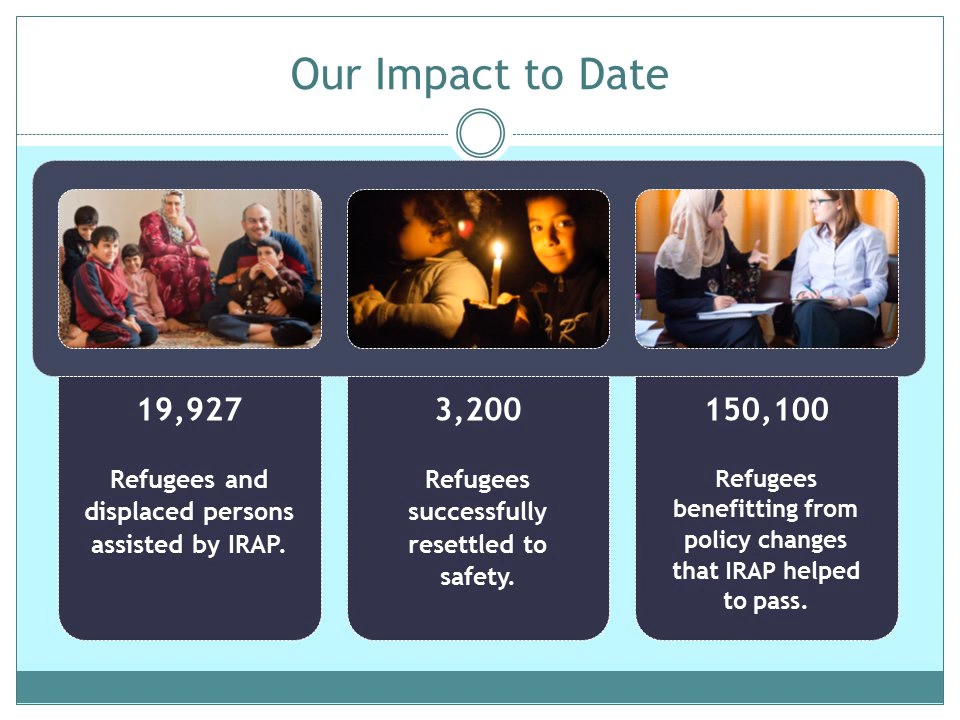 Our Impact to Date
19,927
Refugees and
displaced persons
assisted by IRAP.
3,200
Refugees
successfully
resettled to
safety.
150,100
Refugees
benefitting from
policy changes
that IRAP helped
to pass.